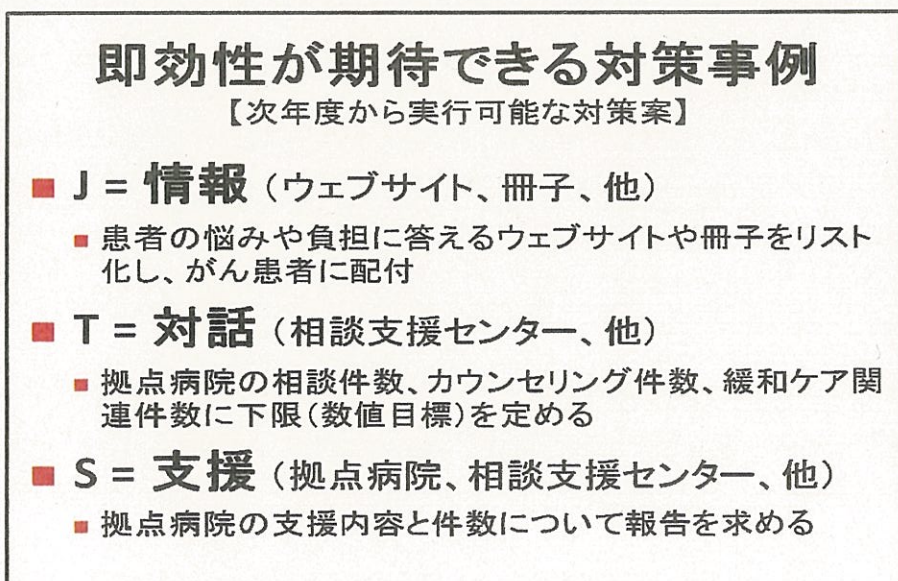 即効性が期待できる対策事例
【次年度から実行可能な対策案】
■ J = 情報（ウェブサイト、冊子、他）
■ 患者の悩みや負担に答えるウェブサイトや冊子をリスト
化し、がん患者に配付
■ T = 対話（相談支援センター、他）
■ 拠点病院の相談件数、カウンセリング件数、緩和ケア関
連件数に下限（数値目標）を定める
■ S = 支援（拠点病院、相談支援センター、他）
■ 拠点病院の支援内容と件数について報告を求める